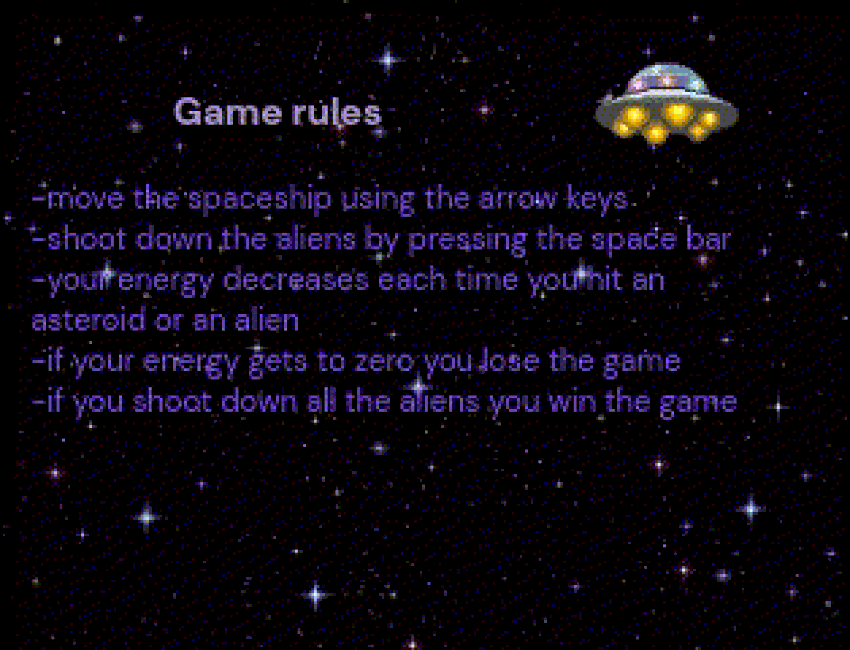 Game rules
-move the spaceship using the arrow keys
-shoot down the aliens by pressing the space bar
-your energy decreases each time you hit an
asteroid or an alien
-if your energy gets to zero you lose the game
-if you shoot down all the aliens you win the game